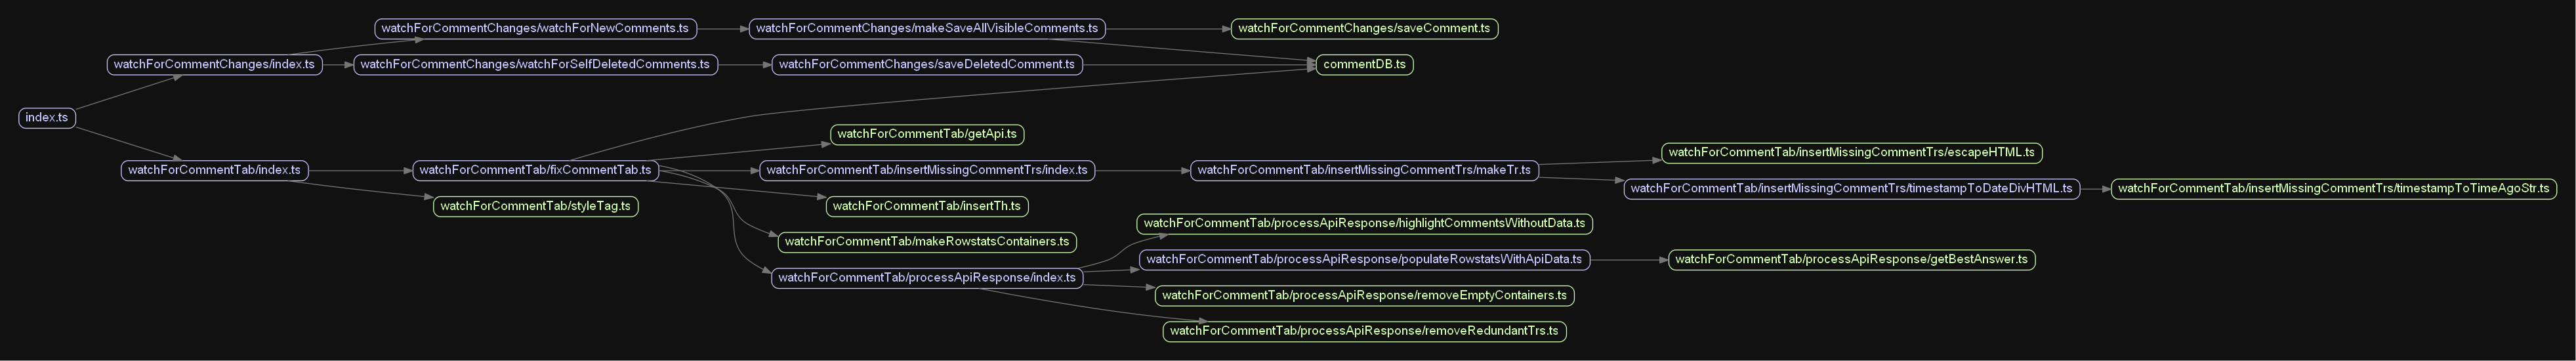 watchForCommentChanges/watchForNewComments.ts
watchForCommentChanges/makeSaveAllVisibleComments.ts
watchForCommentChanges/saveComment.ts
watchForCommentChanges/index.ts
watchForCommentChanges/watchForSelfDeletedComments.ts
watchForCommentChanges/saveDeletedComment.ts
commentDB.ts
index.ts
watchForCommentTab/getApi.ts
watchForCommentTab/insertMissingCommentTrs/escapeHTML.ts
watchForCommentTab/index.ts
watchForCommentTab/fixCommentTab.ts
watchForCommentTab/insertMissingCommentTrs/index.ts
watchForCommentTab/insertMissingCommentTrs/makeTr.ts
watchForCommentTab/insertMissingCommentTrs/timestampToDateDivHTML.ts
watchForCommentTab/insertMissingCommentTrs/timestampToTimeAgoStr.ts
watchForCommentTab/styleTag.ts
watchForCommentTab/insertTh.ts
watchForCommentTab/processApiResponse/highlightCommentsWithoutData.ts
watchForCommentTab/makeRowstatsContainers.ts
watchForCommentTab/processApiResponse/populateRowstatsWithApiData.ts
watchForCommentTab/processApiResponse/getBestAnswer.ts
watchForCommentTab/processApiResponse/index.ts
watchForCommentTab/processApiResponse/removeEmptyContainers.ts
watchForCommentTab/processApiResponse/removeRedundantTrs.ts